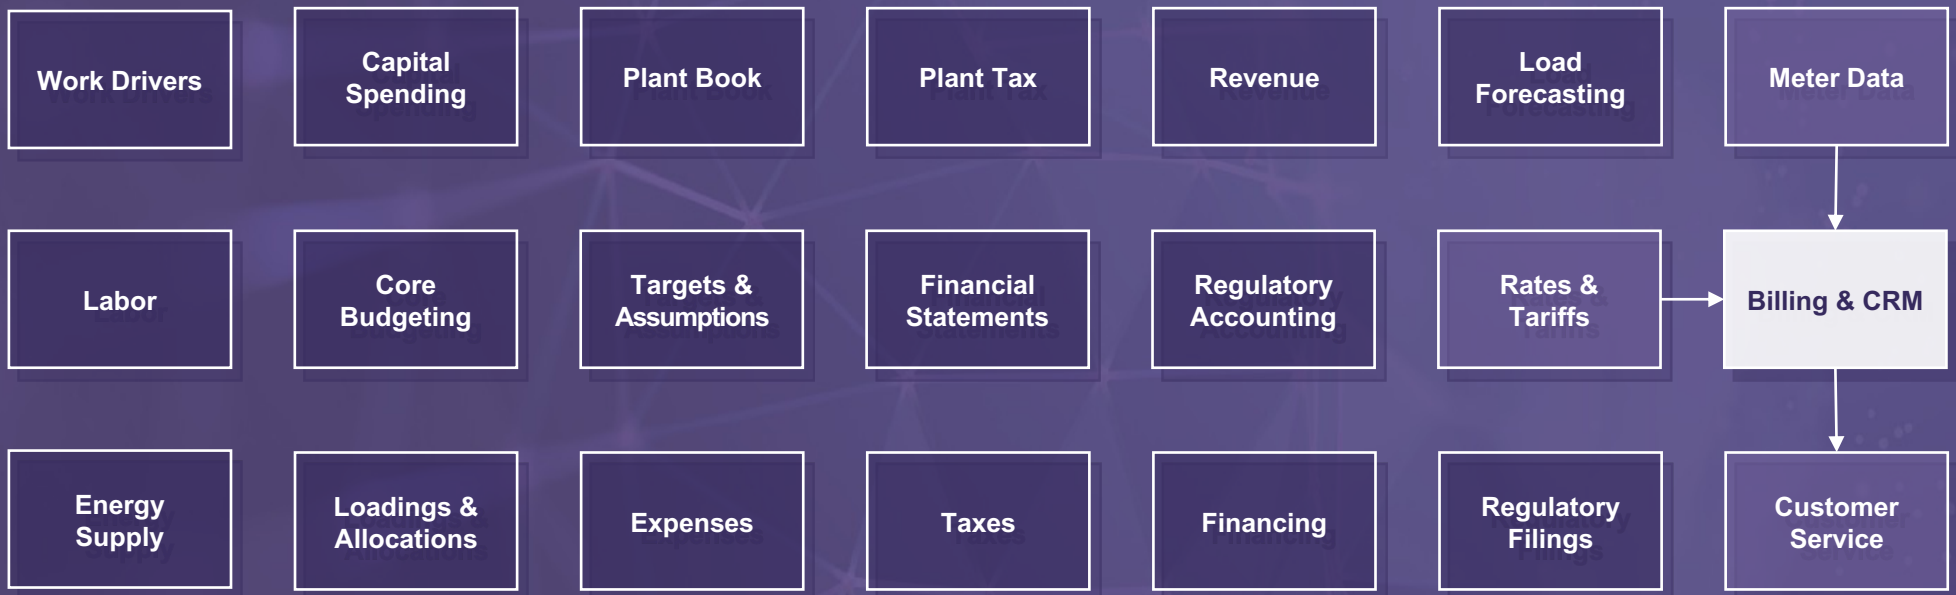 Work Drivers
Capital
Spending
Plant Book
Plant Tax
Revenue
Load
Forecasting
Meter Data
Labor
Core
Budgeting
Targets &
Assumptions
Financial
Statements
Regulatory
Accounting
Rates &
Tariffs
Billing & CRM
Energy
Supply
Loadings &
Allocations
Expenses
Taxes
Financing
Regulatory
Filings
Customer
Service